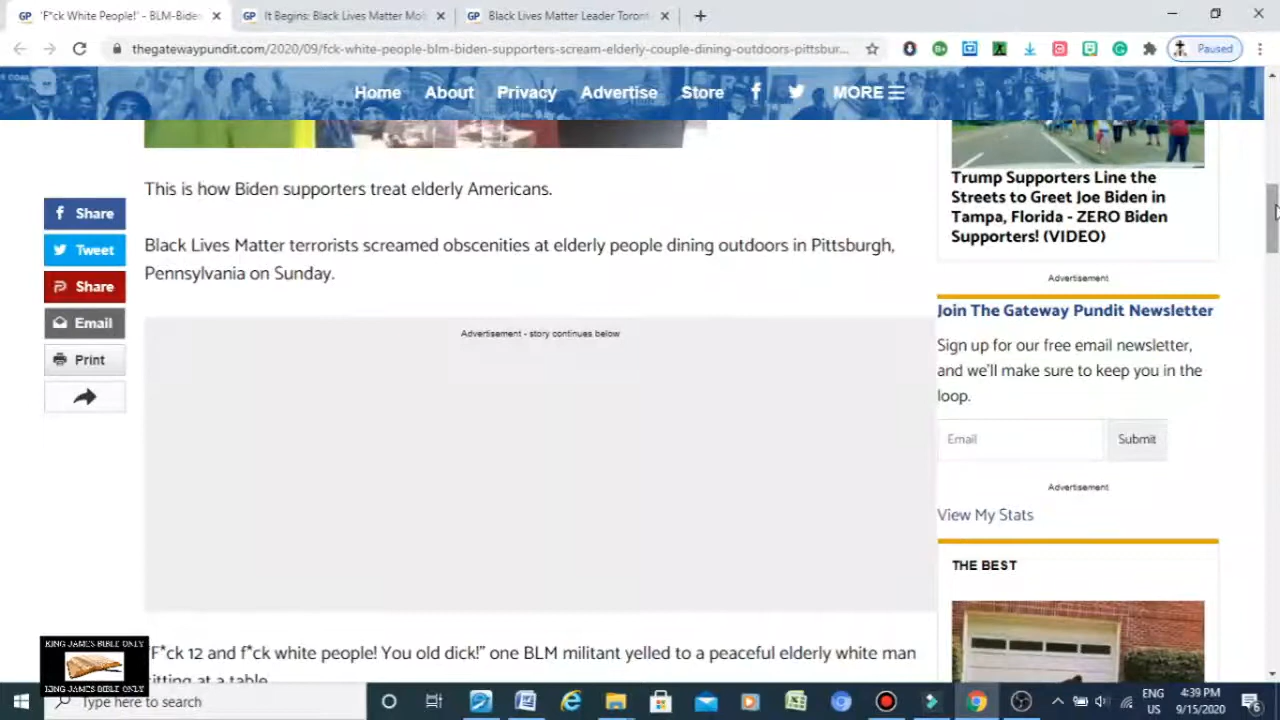 'F*ck White People!' - BLM-Bide
It Begins: Black Lives Matter Mo
Black Lives Matter Leader Toront
thegatewaypundit.com/2020/09/fck-white-people-blm-biden-supporters-scream-elderly-couple-dining-outdoors-pittsbur...
Paused
Home About Privacy Advertise Store MORE
This is how Biden supporters treat elderly Americans.
Black Lives Matter terrorists screamed obscenities at elderly people dining outdoors in Pittsburgh,
Pennsylvania on Sunday.
Share
Tweet
Share
Email
Print
Advertisement - story continues below
"F*ck 12 and f*ck white people! You old dick!" one BLM militant yelled to a peaceful elderly white man
sitting at a table
Trump Supporters Line the
Streets to Greet Joe Biden in
Tampa, Florida - ZERO Biden
Supporters! (VIDEO)
Advertisement
Join The Gateway Pundit Newsletter
Sign up for our free email newsletter,
and we'll make sure to keep you in the
loop.
Email Submit
Advertisement
View My Stats
THE BEST
KING JAMES BIBLE ONLY
KING JAMES BIBLE ONLY
Type here to search
ENG
US
4:39 PM
9/15/2020
6